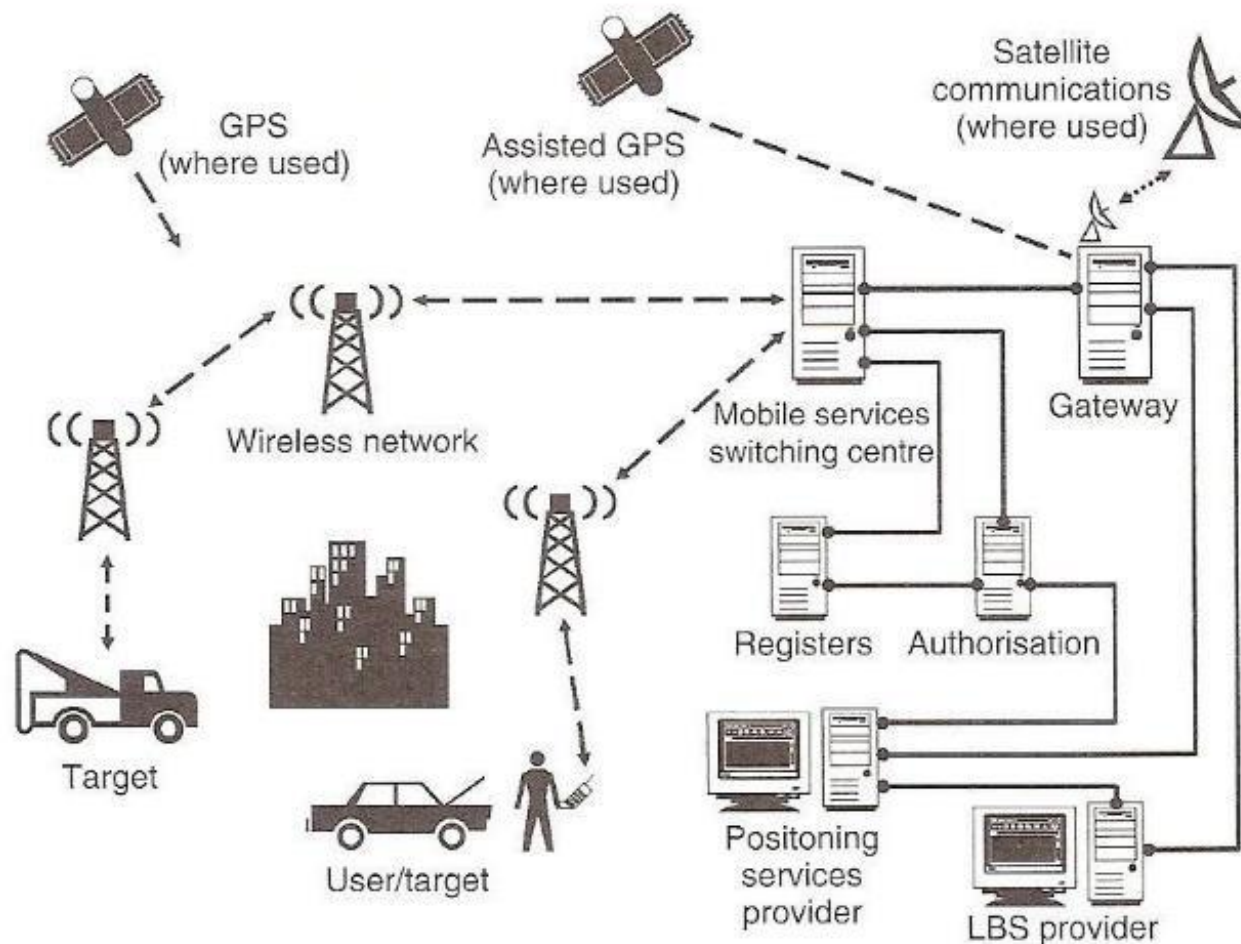 GPS
(where used)
Assisted GPS
(where used)
Satellite
communications
(where used)
Wireless network
Mobile services
switching centre
Gateway
Registers
Authorisation
Target
User/target
Positoning
services
provider
LBS provider